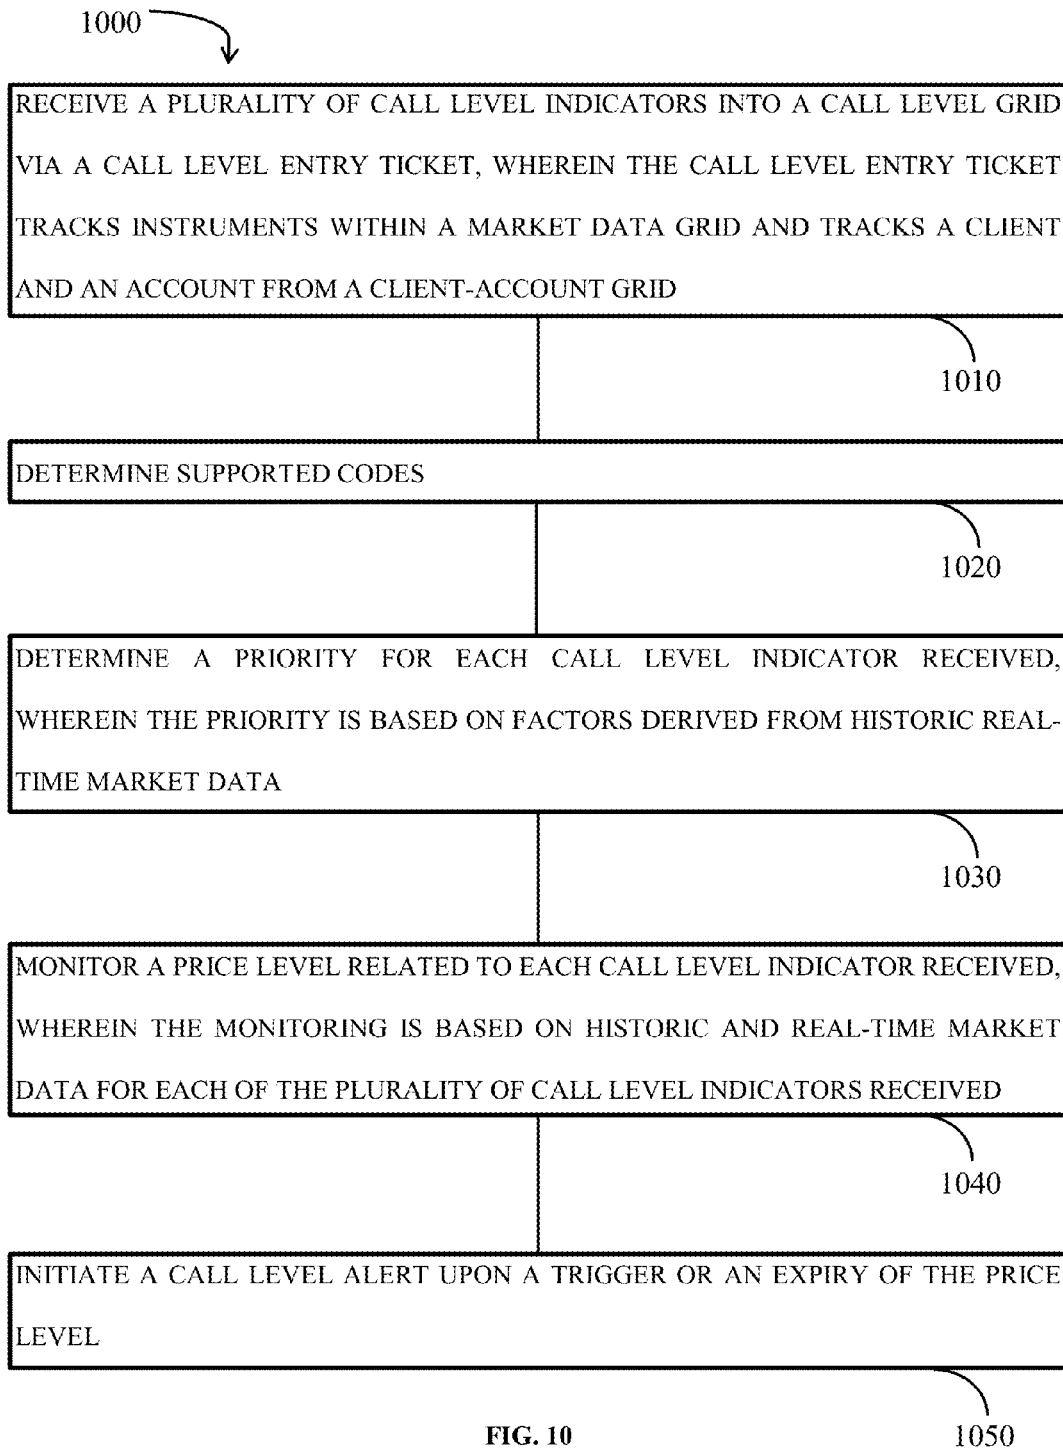 1000
RECEIVE A PLURALITY OF CALL LEVEL INDICATORS INTO A CALL LEVEL GRID
VIA A CALL LEVEL ENTRY TICKET, WHEREIN THE CALL LEVEL ENTRY TICKET
TRACKS INSTRUMENTS WITHIN A MARKET DATA GRID AND TRACKS A CLIENT
AND AN ACCOUNT FROM A CLIENT-ACCOUNT GRID
1010
DETERMINE SUPPORTED CODES
1020
DETERMINE A PRIORITY FOR EACH CALL LEVEL INDICATOR RECEIVED,
WHEREIN THE PRIORITY IS BASED ON FACTORS DERIVED FROM HISTORIC REAL-
TIME MARKET DATA
1030
MONITOR A PRICE LEVEL RELATED TO EACH CALL LEVEL INDICATOR RECEIVED,
WHEREIN THE MONITORING IS BASED ON HISTORIC AND REAL-TIME MARKET
DATA FOR EACH OF THE PLURALITY OF CALL LEVEL INDICATORS RECEIVED
1040
INITIATE A CALL LEVEL ALERT UPON A TRIGGER OR AN EXPIRY OF THE PRICE
LEVEL
1050
FIG. 10